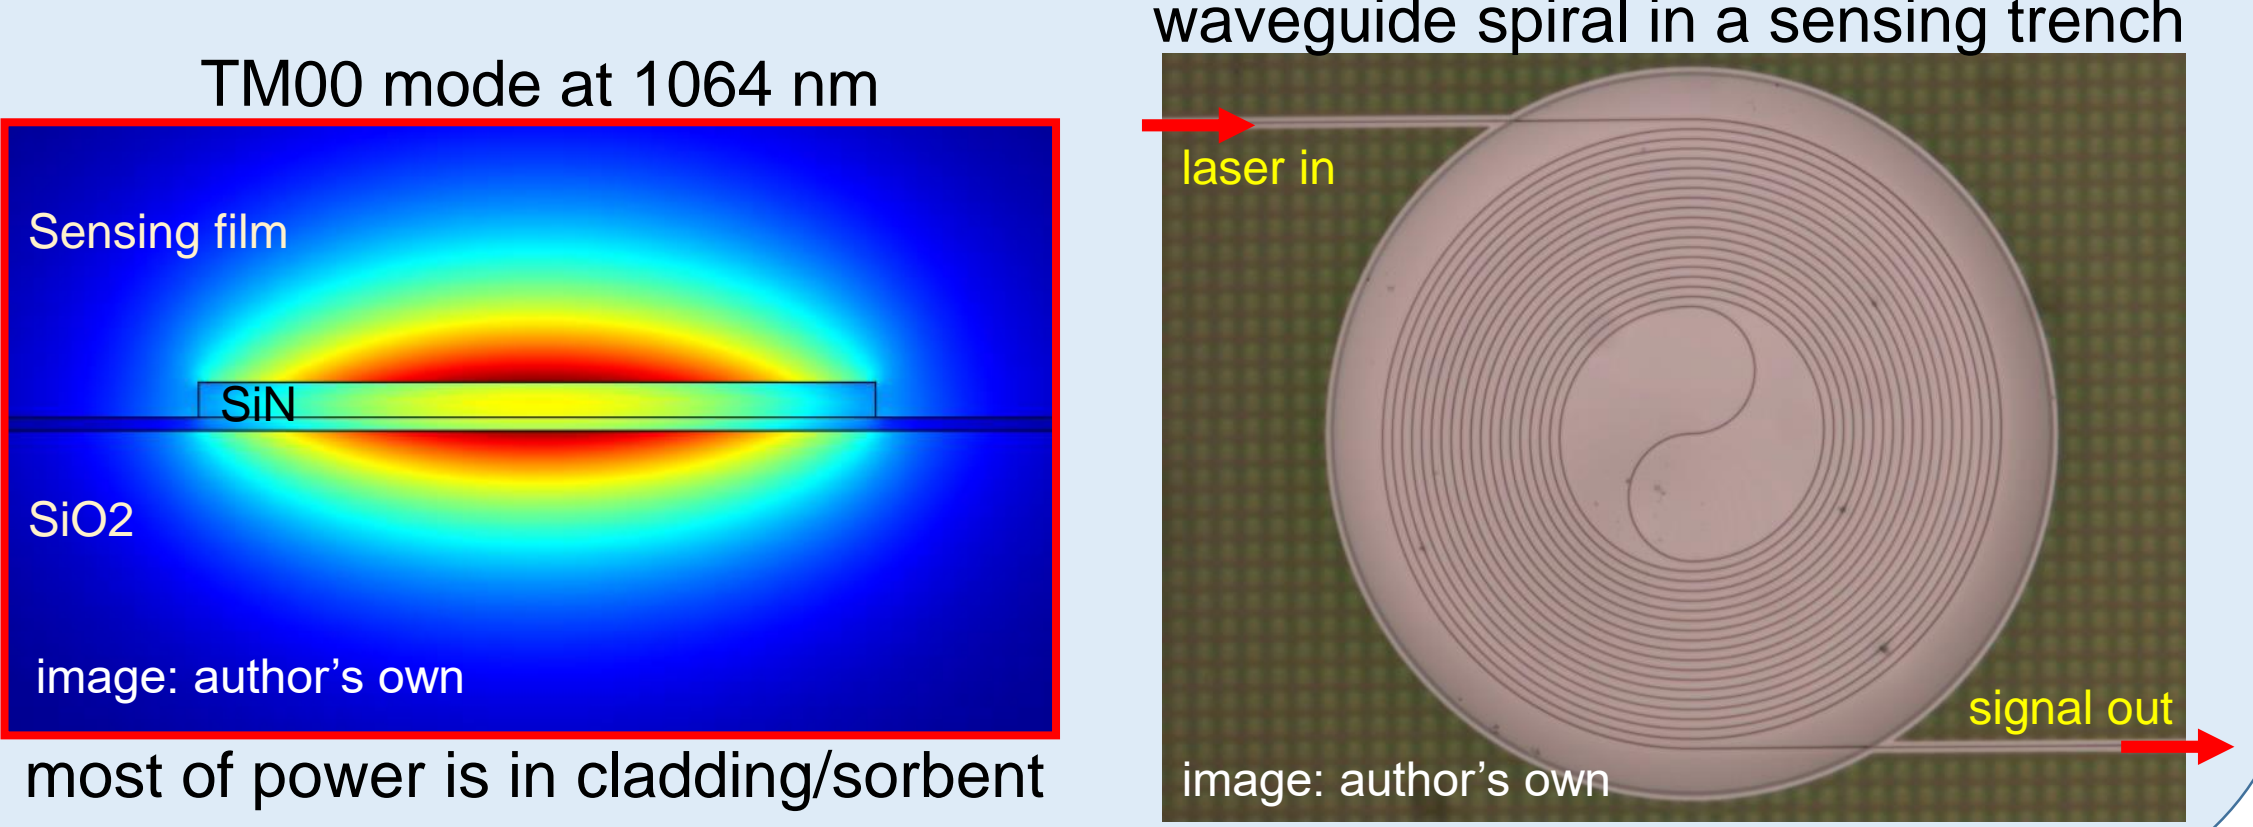 TM00 mode at 1064 nm
Sensing film
SiN
SiO2
image: author’s own
most of power is in cladding/sorbent
waveguide spiral in a sensing trench
laser in
signal out
image: author’s own